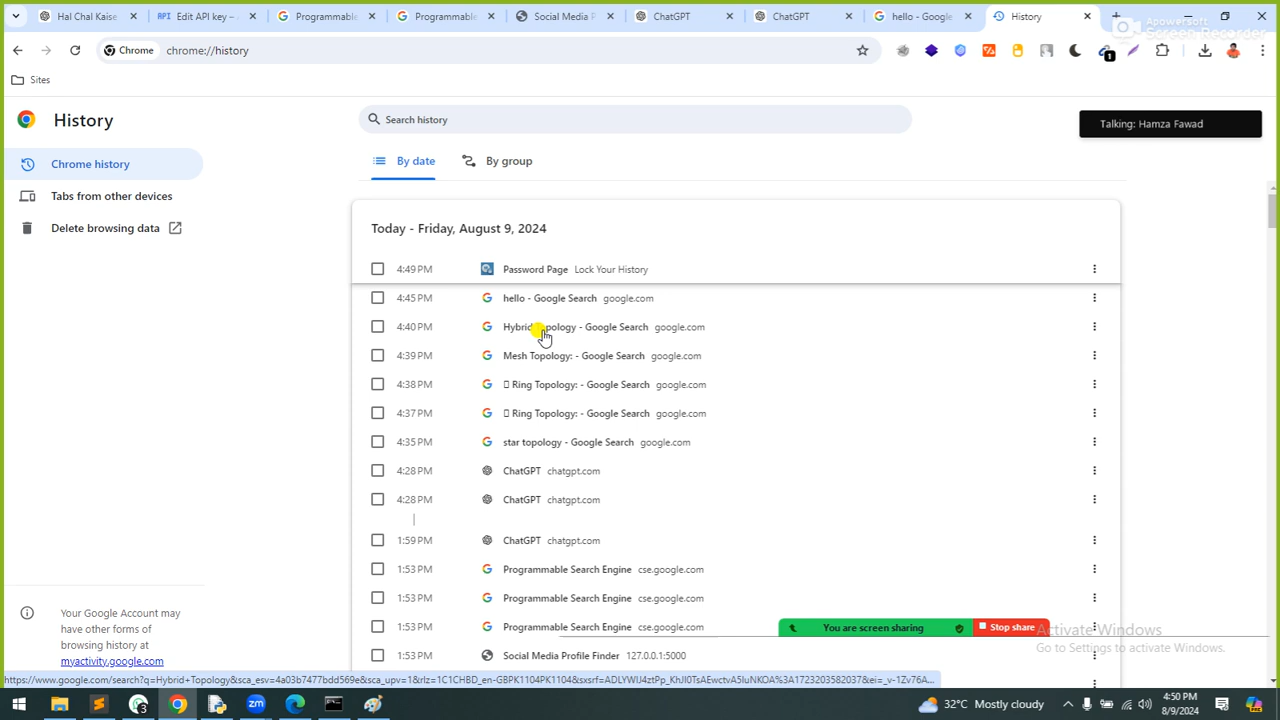 Hal Chal Kaise
Edit API key –
Programmable
Programmable
Social Media P
ChatGPT
ChatGPT
hello - Google
History
Apowersoft
Screen Recorder
Chrome
chrome://history
1
Sites
History
Search history
Talking: Hamza Fawad
Chrome history
Tabs from other devices
Delete browsing data
By date
By group
Today - Friday, August 9, 2024
4:49 PM Password Page Lock Your History
4:45 PM hello - Google Search google.com
4:40 PM Hybrid Topology - Google Search google.com
4:39 PM Mesh Topology: - Google Search google.com
4:38 PM Ring Topology: - Google Search google.com
4:37 PM Ring Topology: - Google Search google.com
4:35 PM star topology - Google Search google.com
4:28 PM ChatGPT chatgpt.com
4:28 PM ChatGPT chatgpt.com
1:59 PM ChatGPT chatgpt.com
1:53 PM Programmable Search Engine cse.google.com
1:53 PM Programmable Search Engine cse.google.com
1:53 PM Programmable Search Engine cse.google.com
1:53 PM Social Media Profile Finder 127.0.0.1:5000
Your Google Account may
have other forms of
browsing history at
myactivity.google.com
You are screen sharing
Stop share
Activate Windows
Go to Settings to activate Windows.
32°C Mostly cloudy
4:50 PM
8/9/2024